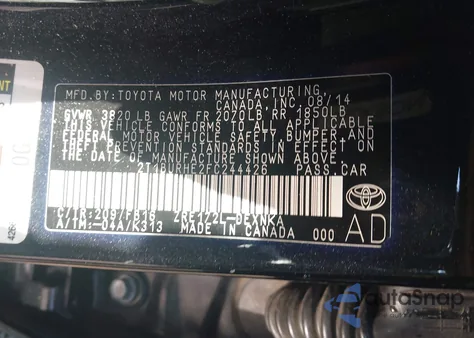 MFD.BY: TOYOTA MOTOR MANUFACTURING,
CANADA, INC. 08/14
GVWR 3820 LB GAWR FR 2070LB RR 1850LB
THIS VEHICLE CONFORMS TO ALL APPLICABLE
FEDERAL MOTOR VEHICLE SAFETY, BUMPER, AND
THEFT PREVENTION STANDARDS IN EFFECT ON
THE DATE OF MANUFACTURE SHOWN ABOVE.
2T1BURHE2FC244426 PASS.CAR
C/TR:209/FB16 ZRE172L-DEXNKA
A/TM:-04A/K313 MADE IN CANADA 000
TOYOTA
AD
DG
AutaSnap